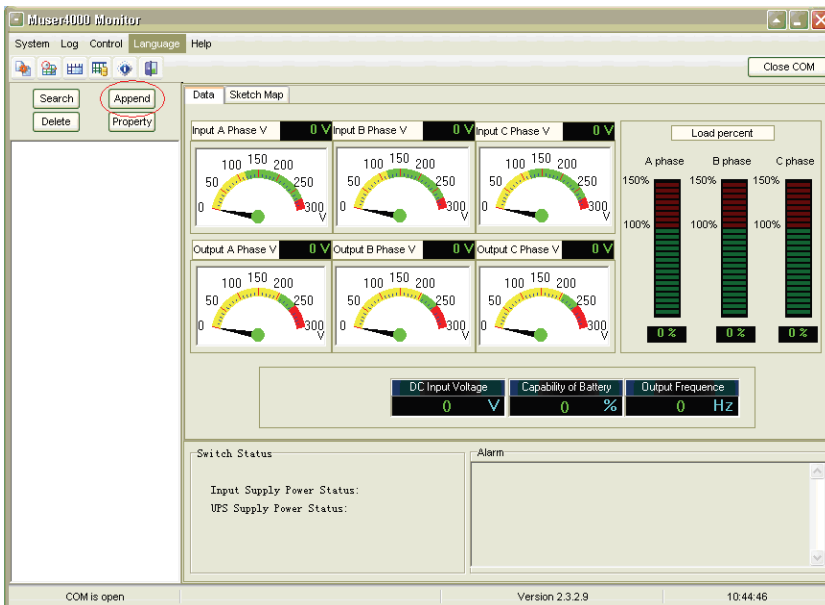 Muser4000 Monitor
System Log Control Language Help
Close COM
Search Append
Delete Property
Data Sketch Map
Input A Phase V 0 V Input B Phase V 0 V Input C Phase V 0 V
0 50 100 150 200 250 300 V
0 50 100 150 200 250 300 V
0 50 100 150 200 250 300 V
Output A Phase V 0 V Output B Phase V 0 V Output C Phase V 0 V
0 50 100 150 200 250 300 V
0 50 100 150 200 250 300 V
0 50 100 150 200 250 300 V
Load percent
A phase B phase C phase
150% 150% 150%
100% 100% 100%
0 % 0 % 0 %
DC Input Voltage Capability of Battery Output Frequence
0 V 0 % 0 Hz
Switch Status
Input Supply Power Status:
UPS Supply Power Status:
Alarm
COM is open Version 2.3.2.9 10:44:46